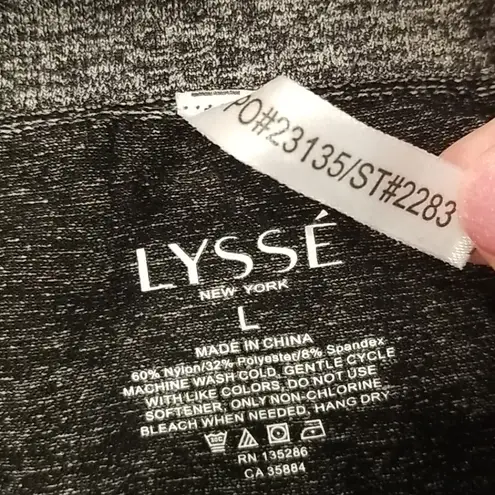 PO#23135/ST#2283
LYSSÉ
NEW YORK
L
MADE IN CHINA
60% Nylon/32% Polyester/8% Spandex
MACHINE WASH COLD, GENTLE CYCLE
WITH LIKE COLORS, DO NOT USE
SOFTENER, ONLY NON-CHLORINE
BLEACH WHEN NEEDED, HANG DRY
RN 135286
CA 35884